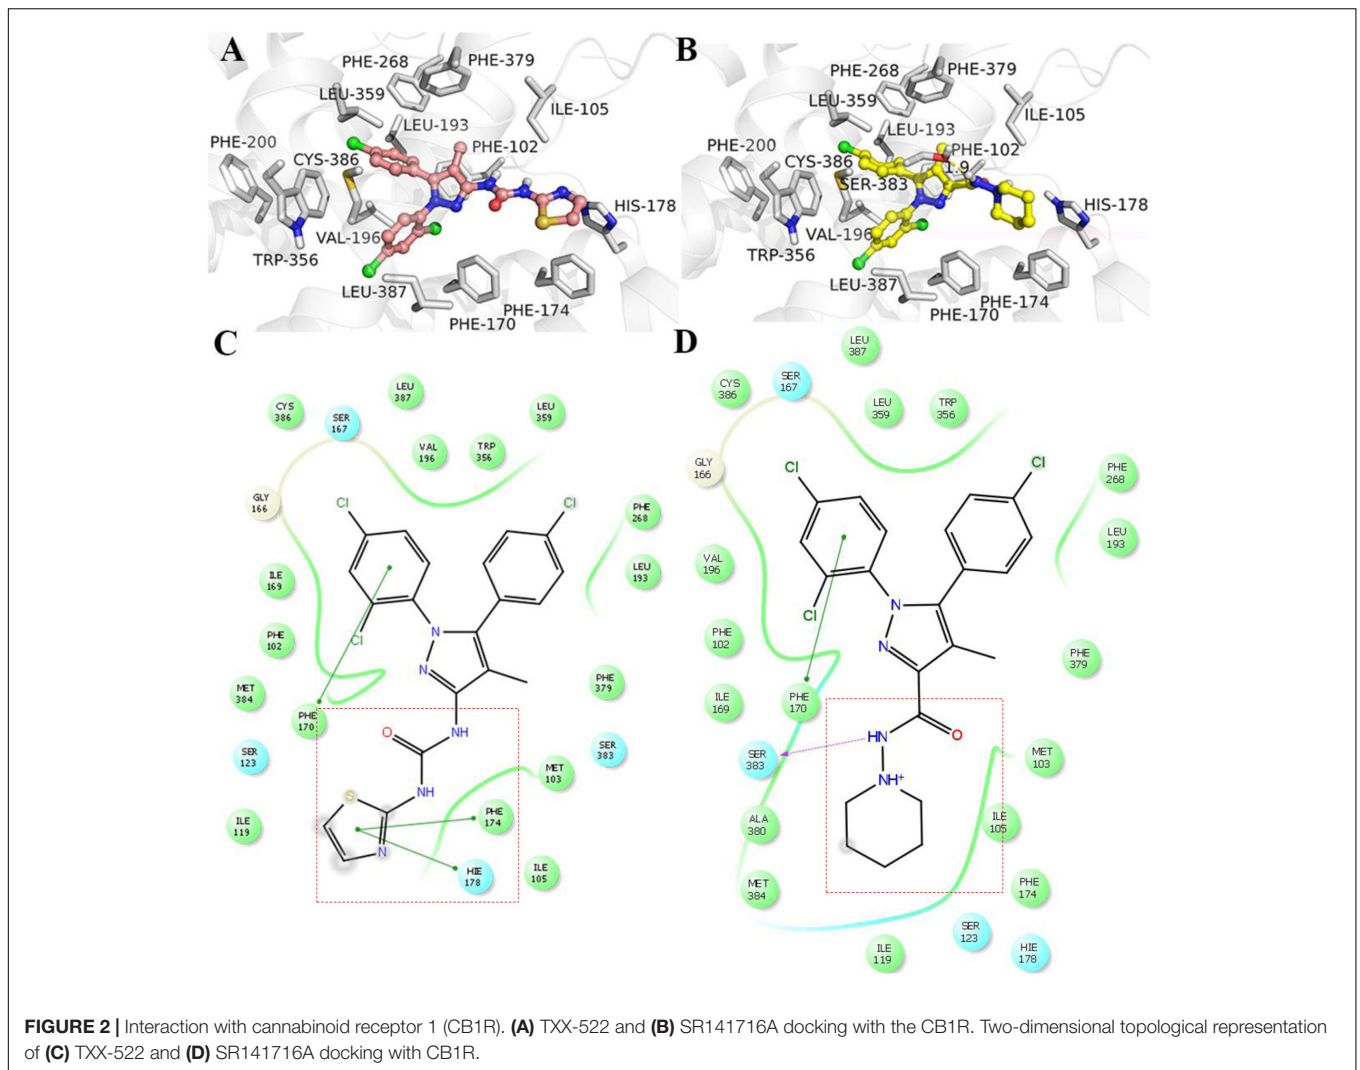 A
PHE-268
PHE-379
LEU-359
ILE-105
LEU-193
PHE-200
CYS-386
PHE-102
HIS-178
VAL-196
TRP-356
LEU-387
PHE-174
PHE-170
B
PHE-268
PHE-379
LEU-359
ILE-105
LEU-193
PHE-200
PHE-102
CYS-386
1.9
SER-383
HIS-178
VAL-196
TRP-356
LEU-387
PHE-174
PHE-170
C
LEU
387
CYS
386
SER
167
LEU
359
VAL
196
TRP
356
GLY
166
Cl
Cl
PHE
268
ILE
169
LEU
193
Cl
PHE
102
N
N
MET
384
PHE
379
PHE
170
O
NH
SER
123
SER
383
MET
103
NH
S
ILE
119
PHE
174
N
HIE
178
ILE
105
D
LEU
387
SER
167
CYS
386
LEU
359
TRP
356
GLY
166
Cl
Cl
PHE
268
LEU
193
VAL
196
Cl
N
PHE
102
N
PHE
379
ILE
169
PHE
170
HN
O
SER
383
MET
103
NH+
ALA
380
ILE
105
MET
384
PHE
174
SER
123
ILE
119
HIE
178
FIGURE 2 | Interaction with cannabinoid receptor 1 (CB1R). (A) TXX-522 and (B) SR141716A docking with the CB1R. Two-dimensional topological representation
of (C) TXX-522 and (D) SR141716A docking with CB1R.